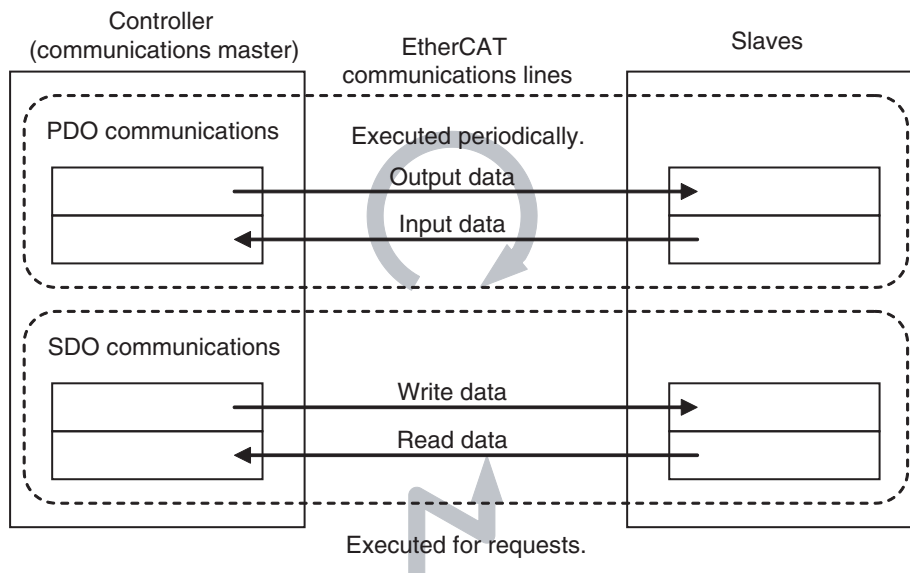 Controller
(communications master)
EtherCAT
communications lines
Slaves
PDO communications
Executed periodically.
Output data
Input data
SDO communications
Write data
Read data
Executed for requests.